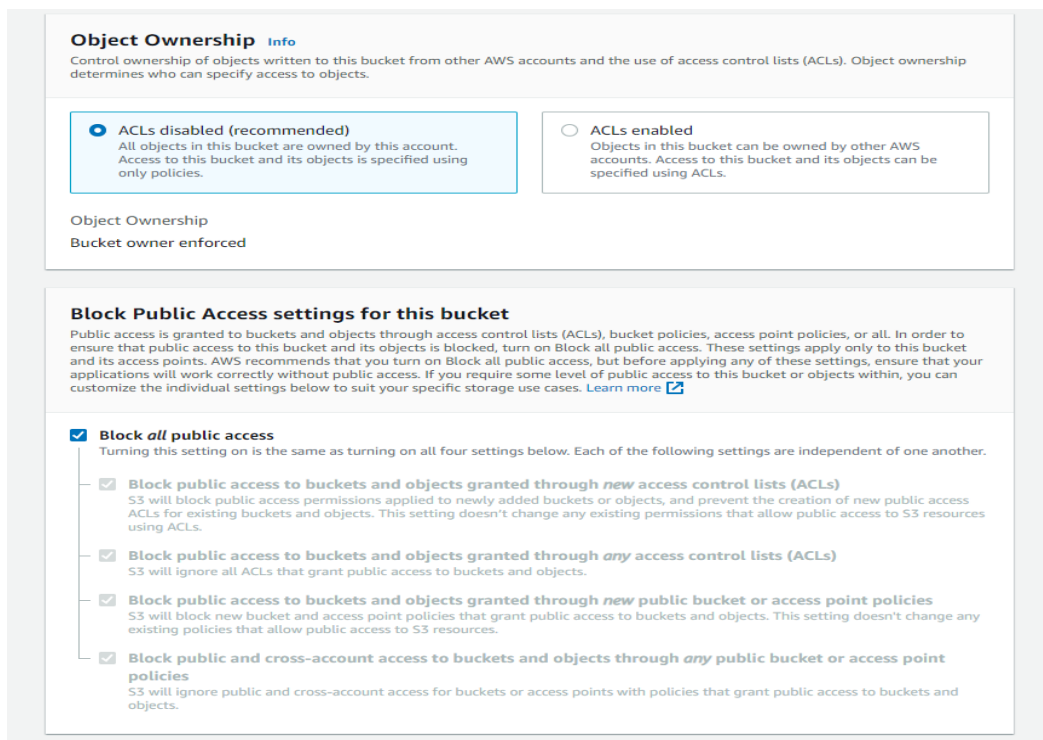 Object Ownership Info
Control ownership of objects written to this bucket from other AWS accounts and the use of access control lists (ACLs). Object ownership
determines who can specify access to objects.
ACLs disabled (recommended)
All objects in this bucket are owned by this account.
Access to this bucket and its objects is specified using
only policies.
ACLs enabled
Objects in this bucket can be owned by other AWS
accounts. Access to this bucket and its objects can be
specified using ACLs.
Object Ownership
Bucket owner enforced
Block Public Access settings for this bucket
Public access is granted to buckets and objects through access control lists (ACLs), bucket policies, access point policies, or all. In order to
ensure that public access to this bucket and its objects is blocked, turn on Block all public access. These settings apply only to this bucket
and its access points. AWS recommends that you turn on Block all public access, but before applying any of these settings, ensure that your
applications will work correctly without public access. If you require some level of public access to this bucket or objects within, you can
customize the individual settings below to suit your specific storage use cases. Learn more
Block all public access
Turning this setting on is the same as turning on all four settings below. Each of the following settings are independent of one another.
Block public access to buckets and objects granted through new access control lists (ACLs)
S3 will block public access permissions applied to newly added buckets or objects, and prevent the creation of new public access
ACLs for existing buckets and objects. This setting doesn't change any existing permissions that allow public access to S3 resources
using ACLs.
Block public access to buckets and objects granted through any access control lists (ACLs)
S3 will ignore all ACLs that grant public access to buckets and objects.
Block public access to buckets and objects granted through new public bucket or access point policies
S3 will block new bucket and access point policies that grant public access to buckets and objects. This setting doesn't change any
existing policies that allow public access to S3 resources.
Block public and cross-account access to buckets and objects through any public bucket or access point
policies
S3 will ignore public and cross-account access for buckets or access points with policies that grant public access to buckets and
objects.